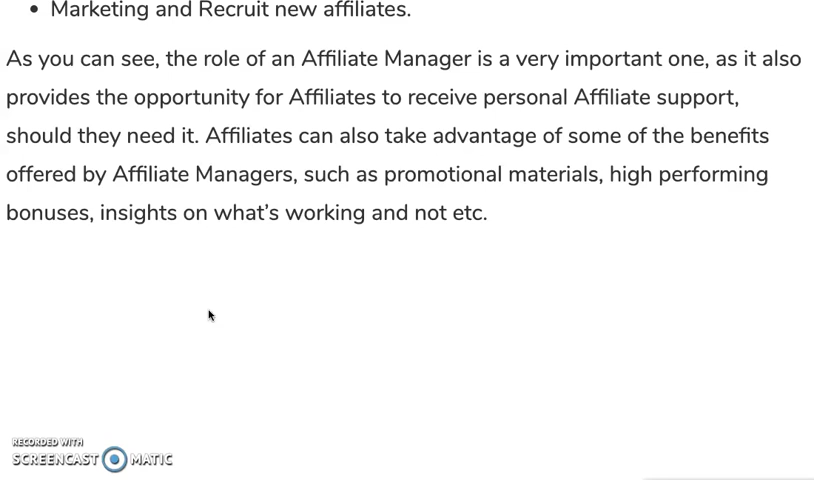 • Marketing and Recruit new affiliates.
As you can see, the role of an Affiliate Manager is a very important one, as it also
provides the opportunity for Affiliates to receive personal Affiliate support,
should they need it. Affiliates can also take advantage of some of the benefits
offered by Affiliate Managers, such as promotional materials, high performing
bonuses, insights on what’s working and not etc.
RECORDED WITH
SCREENCAST MATIC